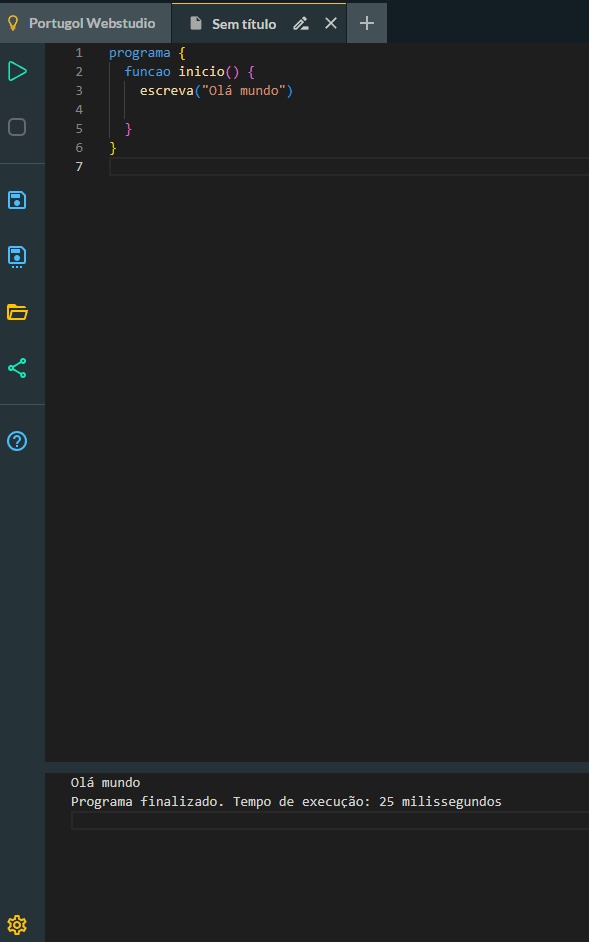 Portugol Webstudio
Sem título
1 programa {
2 funcao inicio() {
3 escreva("Olá mundo")
4
5 }
6 }
7
Olá mundo
Programa finalizado. Tempo de execução: 25 milissegundos